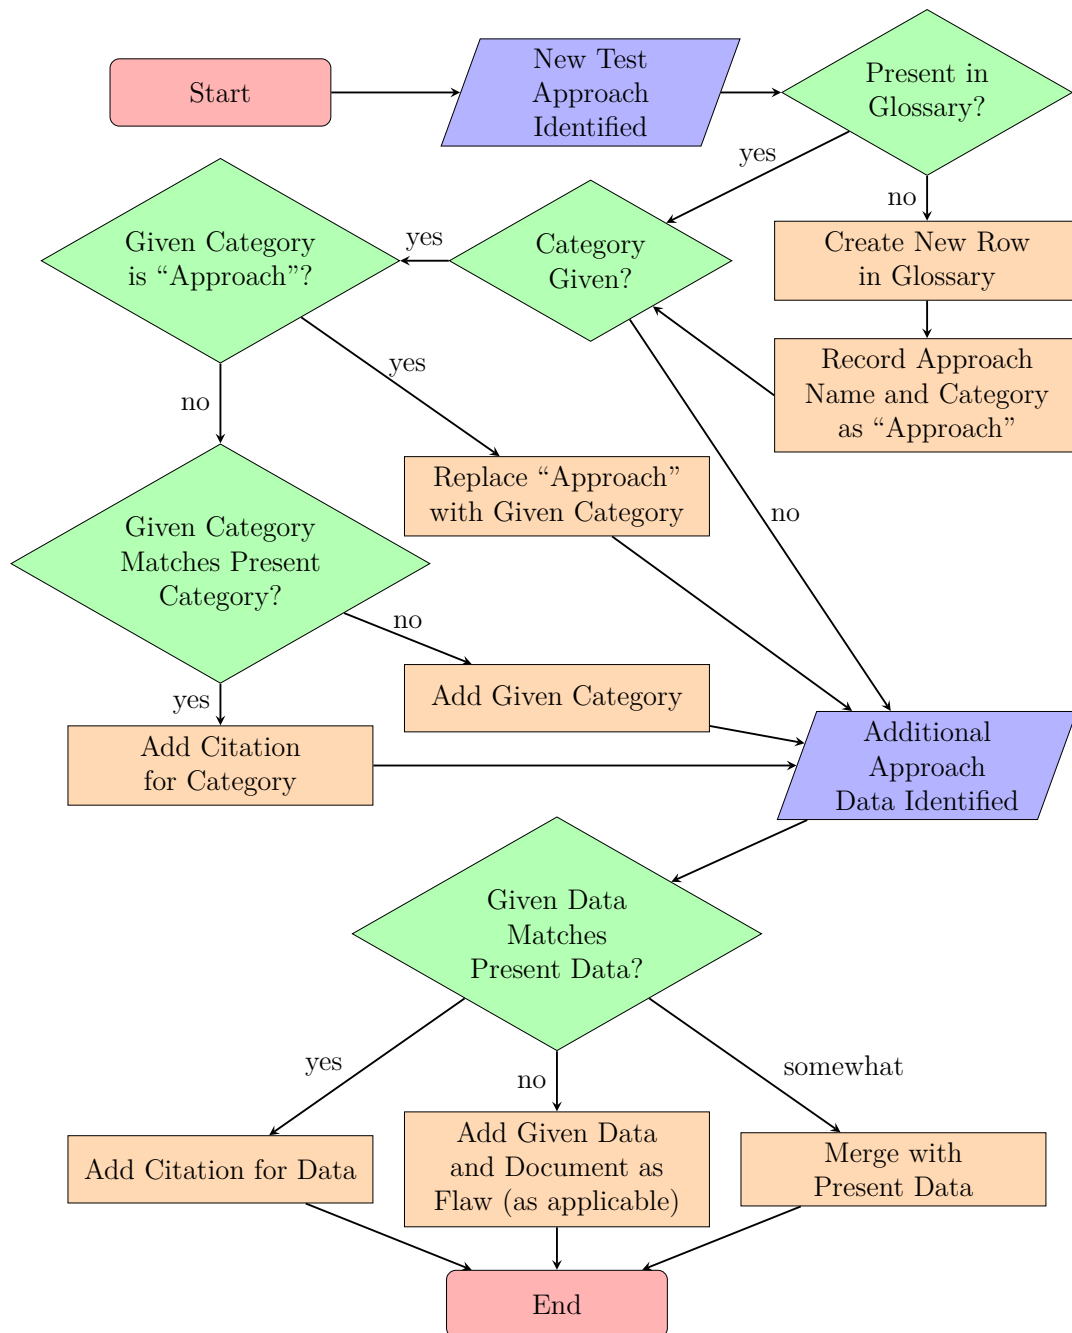 Start
New Test
Approach
Identified
Present in
Glossary?
yes
no
Given Category
is “Approach”?
yes
Category
Given?
Create New Row
in Glossary
Record Approach
Name and Category
as “Approach”
yes
no
Replace “Approach”
with Given Category
no
Given Category
Matches Present
Category?
no
yes
Add Given Category
Add Citation
for Category
Additional
Approach
Data Identified
Given Data
Matches
Present Data?
yes
no
somewhat
Add Citation for Data
Add Given Data
and Document as
Flaw (as applicable)
Merge with
Present Data
End